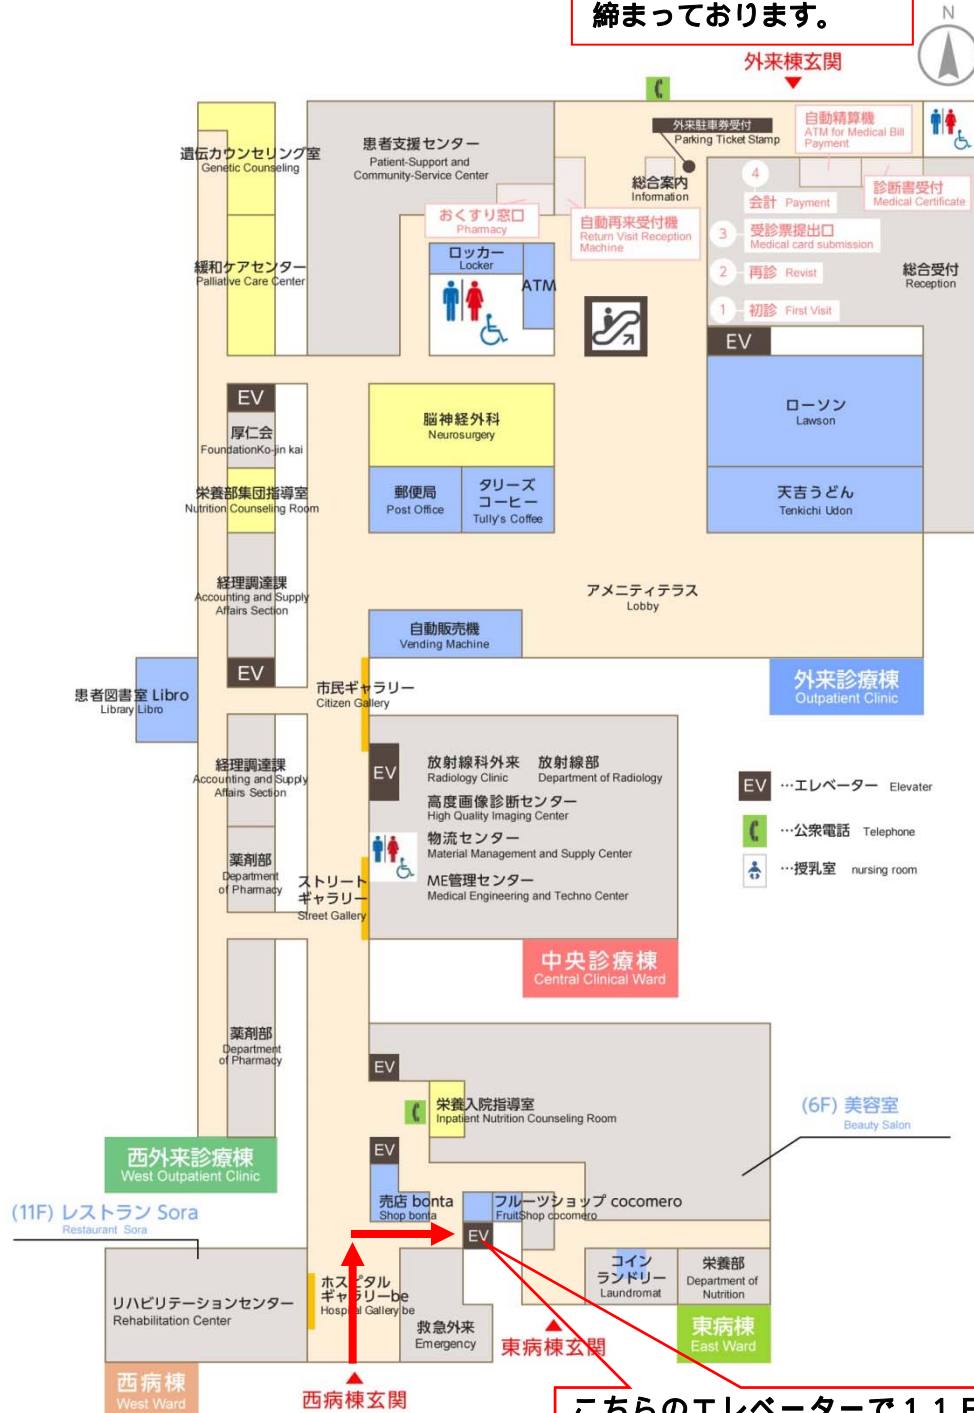 締まっております。
N
外来棟玄関
外来駐車券受付
Parking Ticket Stamp
自動精算機
ATM for Medical Bill
Payment
遺伝カウンセリング室
Genetic Counseling
患者支援センター
Patient-Support and
Community-Service Center
総合案内
Information
4
会計 Payment
診断書受付
Medical Certificate
おくすり窓口
Pharmacy
自動再来受付機
Return Visit Reception
Machine
3
受診票提出口
Medical card submission
2
再診 Revist
1
初診 First Visit
総合受付
Reception
緩和ケアセンター
Palliative Care Center
ロッカー
Locker
ATM
EV
EV
厚仁会
FoundationKo-jin kai
脳神経外科
Neurosurgery
ローソン
Lawson
栄養部集団指導室
Nutrition Counseling Room
郵便局
Post Office
タリーズ
コーヒー
Tully's Coffee
天吉うどん
Tenkichi Udon
経理調達課
Accounting and Supply
Affairs Section
アメニティテラス
Lobby
自動販売機
Vending Machine
EV
患者図書室 Libro
Library Libro
市民ギャラリー
Citizen Gallery
外来診療棟
Outpatient Clinic
経理調達課
Accounting and Supply
Affairs Section
EV
放射線科外来
Radiology Clinic
放射線部
Department of Radiology
高度画像診断センター
High Quality Imaging Center
物流センター
Material Management and Supply Center
ME管理センター
Medical Engineering and Techno Center
EV …エレベーター Elevater
…公衆電話 Telephone
…授乳室 nursing room
薬剤部
Department
of Pharmacy
ストリート
ギャラリー
Street Gallery
中央診療棟
Central Clinical Ward
薬剤部
Department
of Pharmacy
EV
栄養入院指導室
Inpatient Nutrition Counseling Room
(6F) 美容室
Beauty Salon
EV
西外来診療棟
West Outpatient Clinic
売店 bonta
Shop bonta
フルーツショップ cocomero
FruitShop cocomero
(11F) レストラン Sora
Restaurant Sora
EV
リハビリテーションセンター
Rehabilitation Center
ホスピタル
ギャラリーbe
Hospital Gallery be
救急外来
Emergency
コイン
ランドリー
Laundromat
栄養部
Department of
Nutrition
東病棟
East Ward
東病棟玄関
西病棟
West Ward
西病棟玄関
こちらのエレベーターで１１F